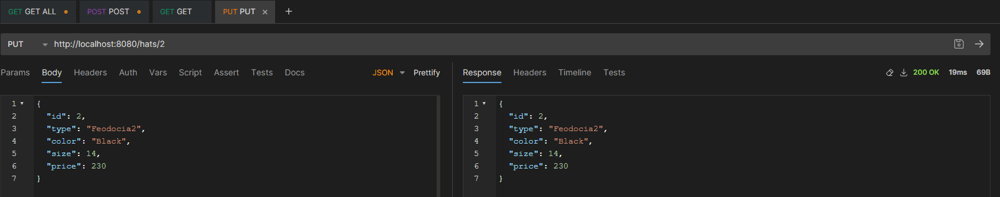 GET GET ALL POST POST GET GET PUT PUT × +
PUT http://localhost:8080/hats/2
Params Body Headers Auth Vars Script Assert Tests Docs JSON Prettify
Response Headers Timeline Tests 200 OK 19ms 69B
1 {
2 "id": 2,
3 "type": "Feodocia2",
4 "color": "Black",
5 "size": 14,
6 "price": 230
7 }
1 {
2 "id": 2,
3 "type": "Feodocia2",
4 "color": "Black",
5 "size": 14,
6 "price": 230
7 }